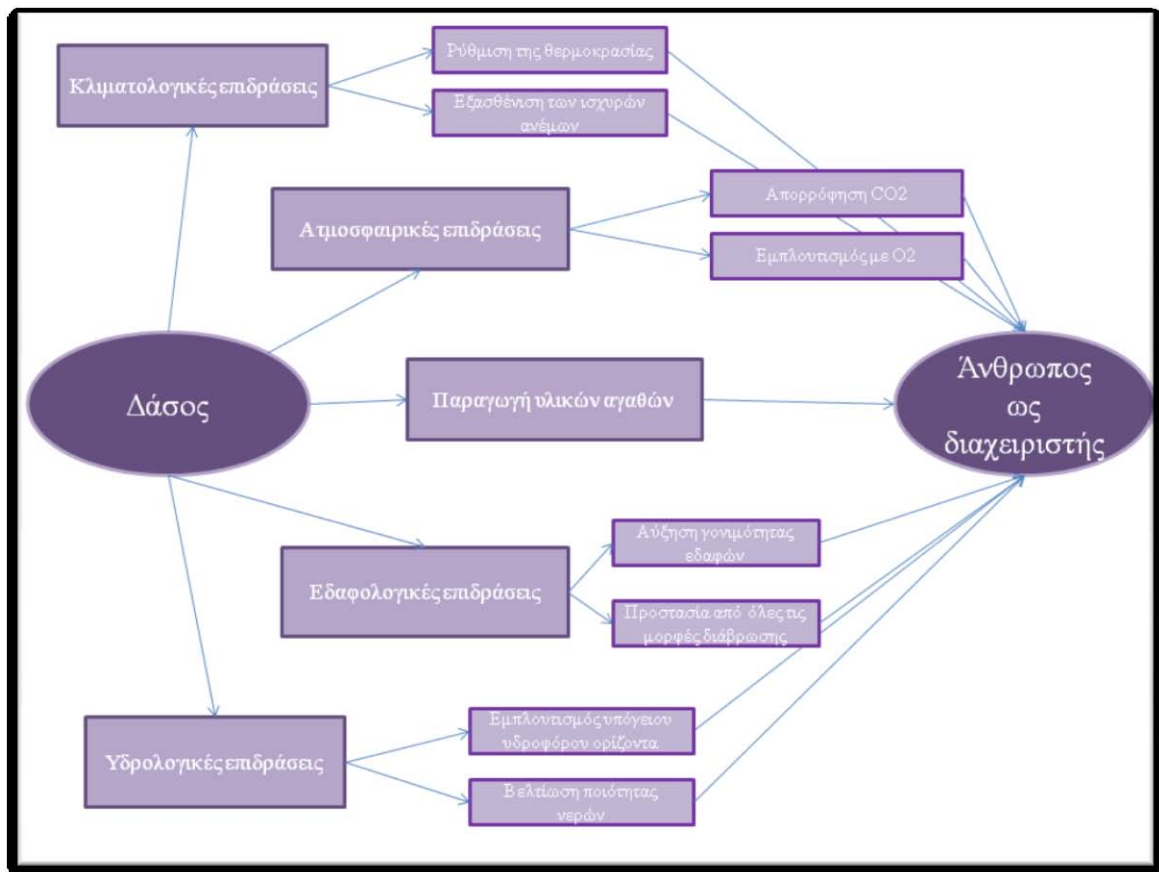 Κλιματολογικές επιδράσεις
Ρύθμιση της θερμοκρασίας
Εξασθένιση των ισχυρών
ανέμων
Ατμοσφαιρικές επιδράσεις
Απορρόφηση CO2
Εμπλουτισμός με O2
Δάσος
Παραγωγή υλικών αγαθών
Άνθρωπος
ως
διαχειριστής
Εδαφολογικές επιδράσεις
Αύξηση γονιμότητας
εδαφών
Προστασία από όλες τις
μορφές διάβρωσης
Υδρολογικές επιδράσεις
Εμπλουτισμός υπόγειου
υδροφόρου ορίζοντα
Βελτίωση ποιότητας
νερών